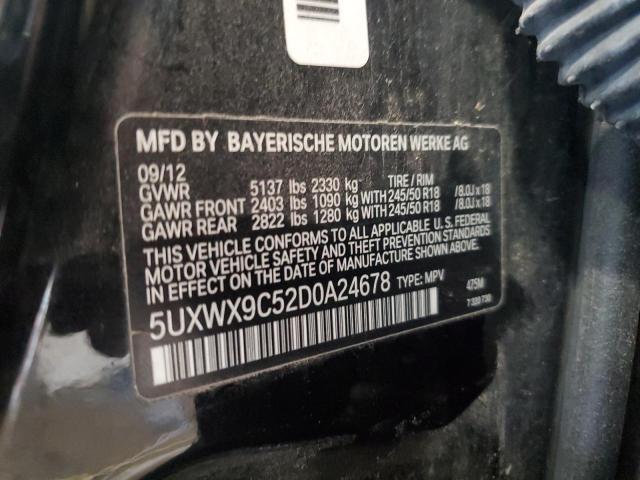 MFD BY BAYERISCHE MOTOREN WERKE AG
09/12 TIRE / RIM
GVWR 5137 lbs 2330 kg
GAWR FRONT 2403 lbs 1090 kg WITH 245/50 R18 / 8.0J x 18
GAWR REAR 2822 lbs 1280 kg WITH 245/50 R18 / 8.0J x 18
THIS VEHICLE CONFORMS TO ALL APPLICABLE U. S. FEDERAL
MOTOR VEHICLE SAFETY AND THEFT PREVENTION STANDARDS
IN EFFECT ON THE DATE OF MANUFACTURE SHOWN ABOVE.
5UXWX9C52D0A24678 TYPE: MPV 475M
7 320 730